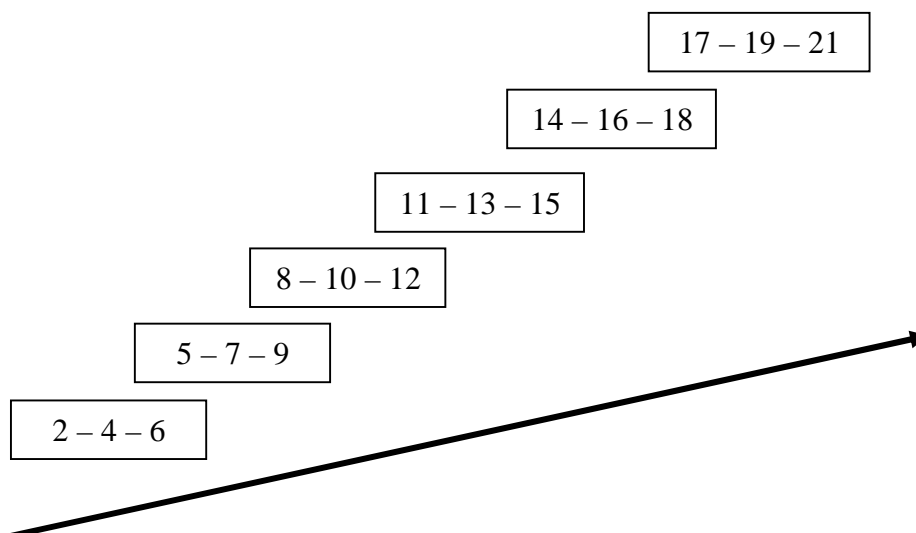 17 – 19 – 21
14 – 16 – 18
11 – 13 – 15
8 – 10 – 12
5 – 7 – 9
2 – 4 – 6